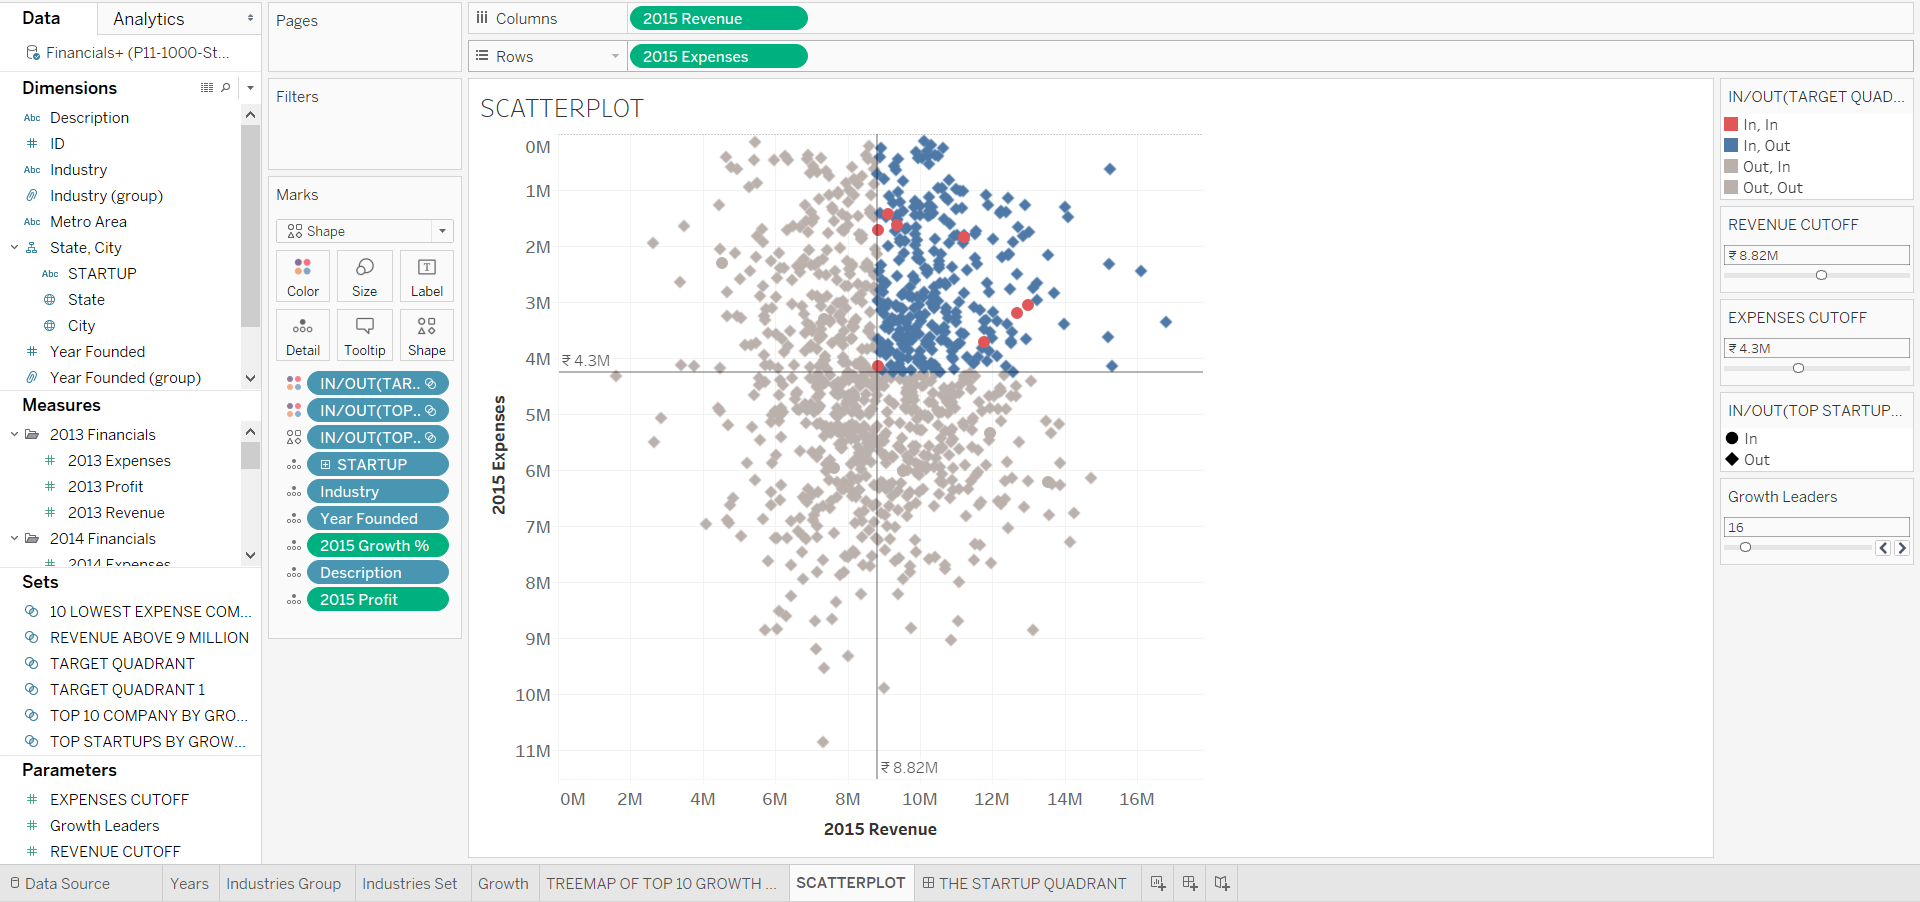 Data
Analytics
Financials+ (P11-1000-St...
Dimensions
Abc Description
ID
Abc Industry
Industry (group)
Abc Metro Area
State, City
Abc STARTUP
State
City
Year Founded
Year Founded (group)
Measures
2013 Financials
2013 Expenses
2013 Profit
2013 Revenue
2014 Financials
2014 Expenses
Sets
10 LOWEST EXPENSE COM...
REVENUE ABOVE 9 MILLION
TARGET QUADRANT
TARGET QUADRANT 1
TOP 10 COMPANY BY GRO...
TOP STARTUPS BY GROW...
Parameters
EXPENSES CUTOFF
Growth Leaders
REVENUE CUTOFF
Pages
Filters
Marks
Shape
Color
Size
Label
Detail
Tooltip
Shape
IN/OUT(TAR..
IN/OUT(TOP..
IN/OUT(TOP..
STARTUP
Industry
Year Founded
2015 Growth %
Description
2015 Profit
Columns
2015 Revenue
Rows
2015 Expenses
SCATTERPLOT
0M
1M
2M
3M
4M
5M
6M
7M
8M
9M
10M
11M
2015 Expenses
₹ 4.3M
₹ 8.82M
0M
2M
4M
6M
8M
10M
12M
14M
16M
2015 Revenue
IN/OUT(TARGET QUAD...
In, In
In, Out
Out, In
Out, Out
REVENUE CUTOFF
₹ 8.82M
EXPENSES CUTOFF
₹ 4.3M
IN/OUT(TOP STARTUP...
In
Out
Growth Leaders
16
Data Source
Years
Industries Group
Industries Set
Growth
TREEMAP OF TOP 10 GROWTH ...
SCATTERPLOT
THE STARTUP QUADRANT